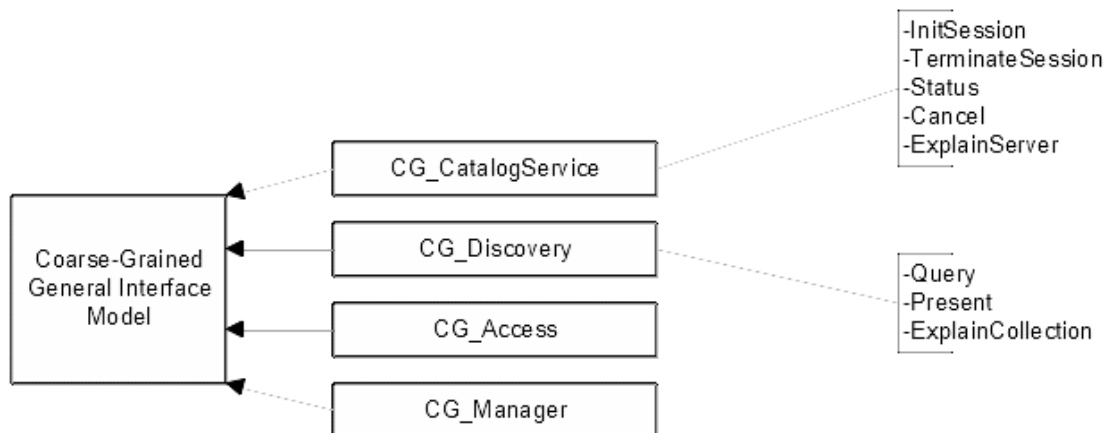 -InitSession
-TerminateSession
-Status
-Cancel
-ExplainServer
CG_CatalogService
CG_Discovery
Coarse-Grained
General Interface
Model
CG_Access
CG_Manager
-Query
-Present
-ExplainCollection